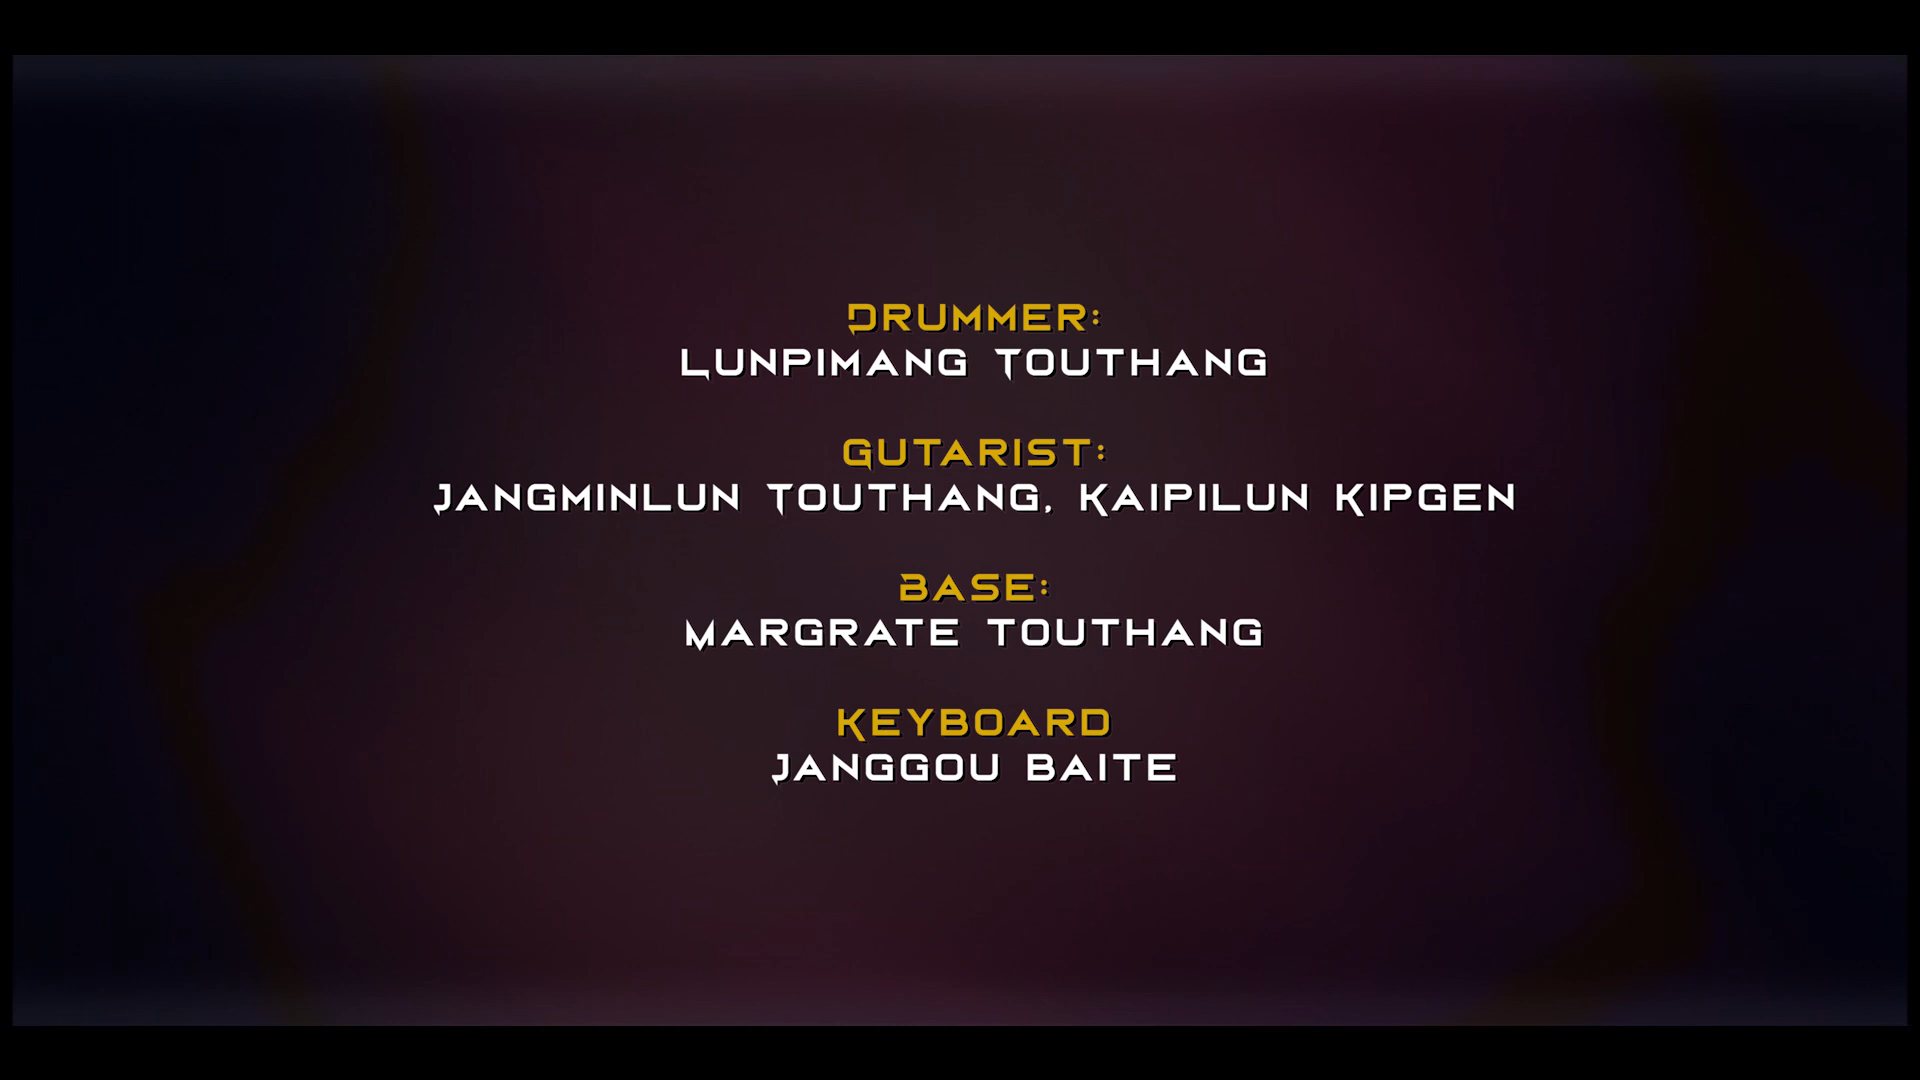 DRUMMER:
LUNPIMANG TOUTHANG
GUTARIST:
JANGMINLUN TOUTHANG, KAIPILUN KIPGEN
BASE:
MARGRATE TOUTHANG
KEYBOARD
JANGGOU BAITE